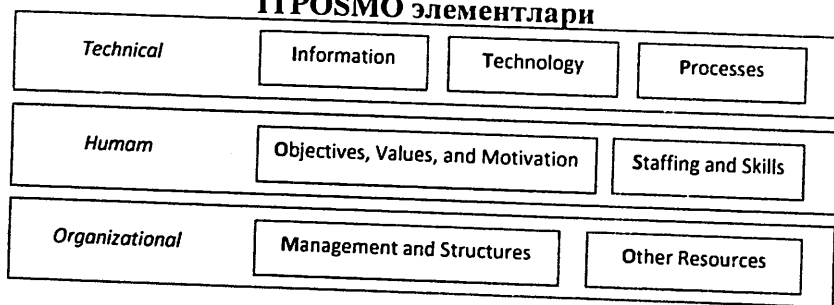 ITPOSMO элементлари
Technical Information Technology Processes
Humam Objectives, Values, and Motivation Staffing and Skills
Organizational Management and Structures Other Resources